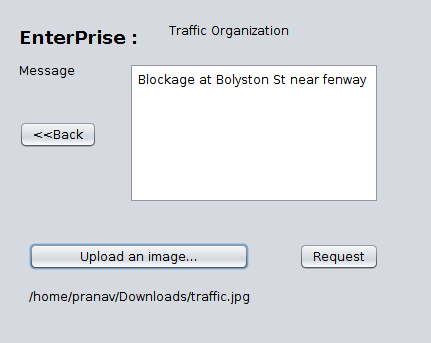 EnterPrise : Traffic Organization
Message
Blockage at Bolyston St near fenway
<<Back
Upload an image...
Request
/home/pranav/Downloads/traffic.jpg